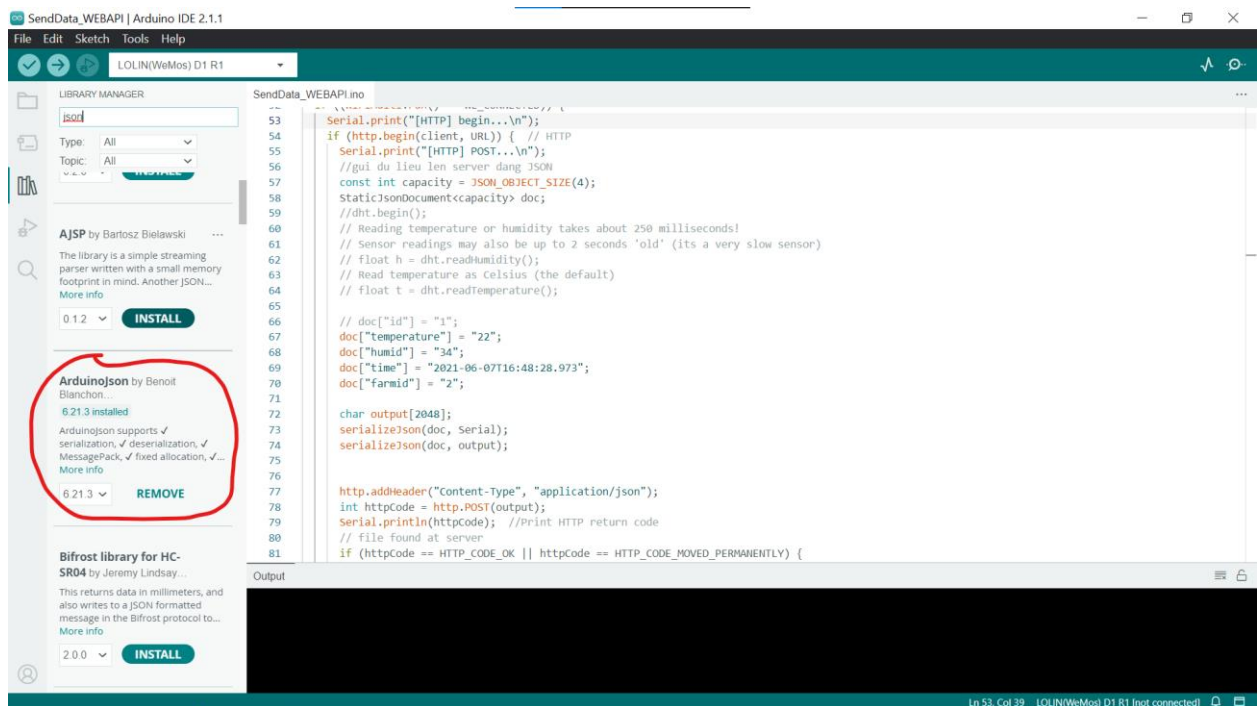 SendData_WEBAPI | Arduino IDE 2.1.1
File Edit Sketch Tools Help
LOLIN(WeMos) D1 R1
LIBRARY MANAGER
json
Type: All
Topic: All
AJSP by Bartosz Bielawski ...
The library is a simple streaming
parser written with a small memory
footprint in mind. Another JSON...
More info
0.1.2 INSTALL
ArduinoJson by Benoit
Blanchon...
6.21.3 installed
ArduinoJson supports ✓
serialization, ✓ deserialization, ✓
MessagePack, ✓ fixed allocation, ✓...
More info
6.21.3 REMOVE
Bifrost library for HC-
SR04 by Jeremy Lindsay...
This returns data in millimeters, and
also writes to a JSON formatted
message in the Bifrost protocol to...
More info
2.0.0 INSTALL
SendData_WEBAPI.ino
...
53 Serial.print("[HTTP] begin...\n");
54 if (http.begin(client, URL)) { // HTTP
55 Serial.print("[HTTP] POST...\n");
56 //gui du lieu len server dang JSON
57 const int capacity = JSON_OBJECT_SIZE(4);
58 StaticJsonDocument<capacity> doc;
59 //dht.begin();
60 // Reading temperature or humidity takes about 250 milliseconds!
61 // Sensor readings may also be up to 2 seconds 'old' (its a very slow sensor)
62 // float h = dht.readHumidity();
63 // Read temperature as Celsius (the default)
64 // float t = dht.readTemperature();
65
66 // doc["id"] = "1";
67 doc["temperature"] = "22";
68 doc["humid"] = "34";
69 doc["time"] = "2021-06-07T16:48:28.973";
70 doc["farmid"] = "2";
71
72 char output[2048];
73 serializeJson(doc, Serial);
74 serializeJson(doc, output);
75
76
77 http.addHeader("Content-Type", "application/json");
78 int httpCode = http.POST(output);
79 Serial.println(httpCode); //Print HTTP return code
80 // file found at server
81 if (httpCode == HTTP_CODE_OK || httpCode == HTTP_CODE_MOVED_PERMANENTLY) {
Output
Ln 53, Col 39 LOLIN(WeMos) D1 R1 [not connected]